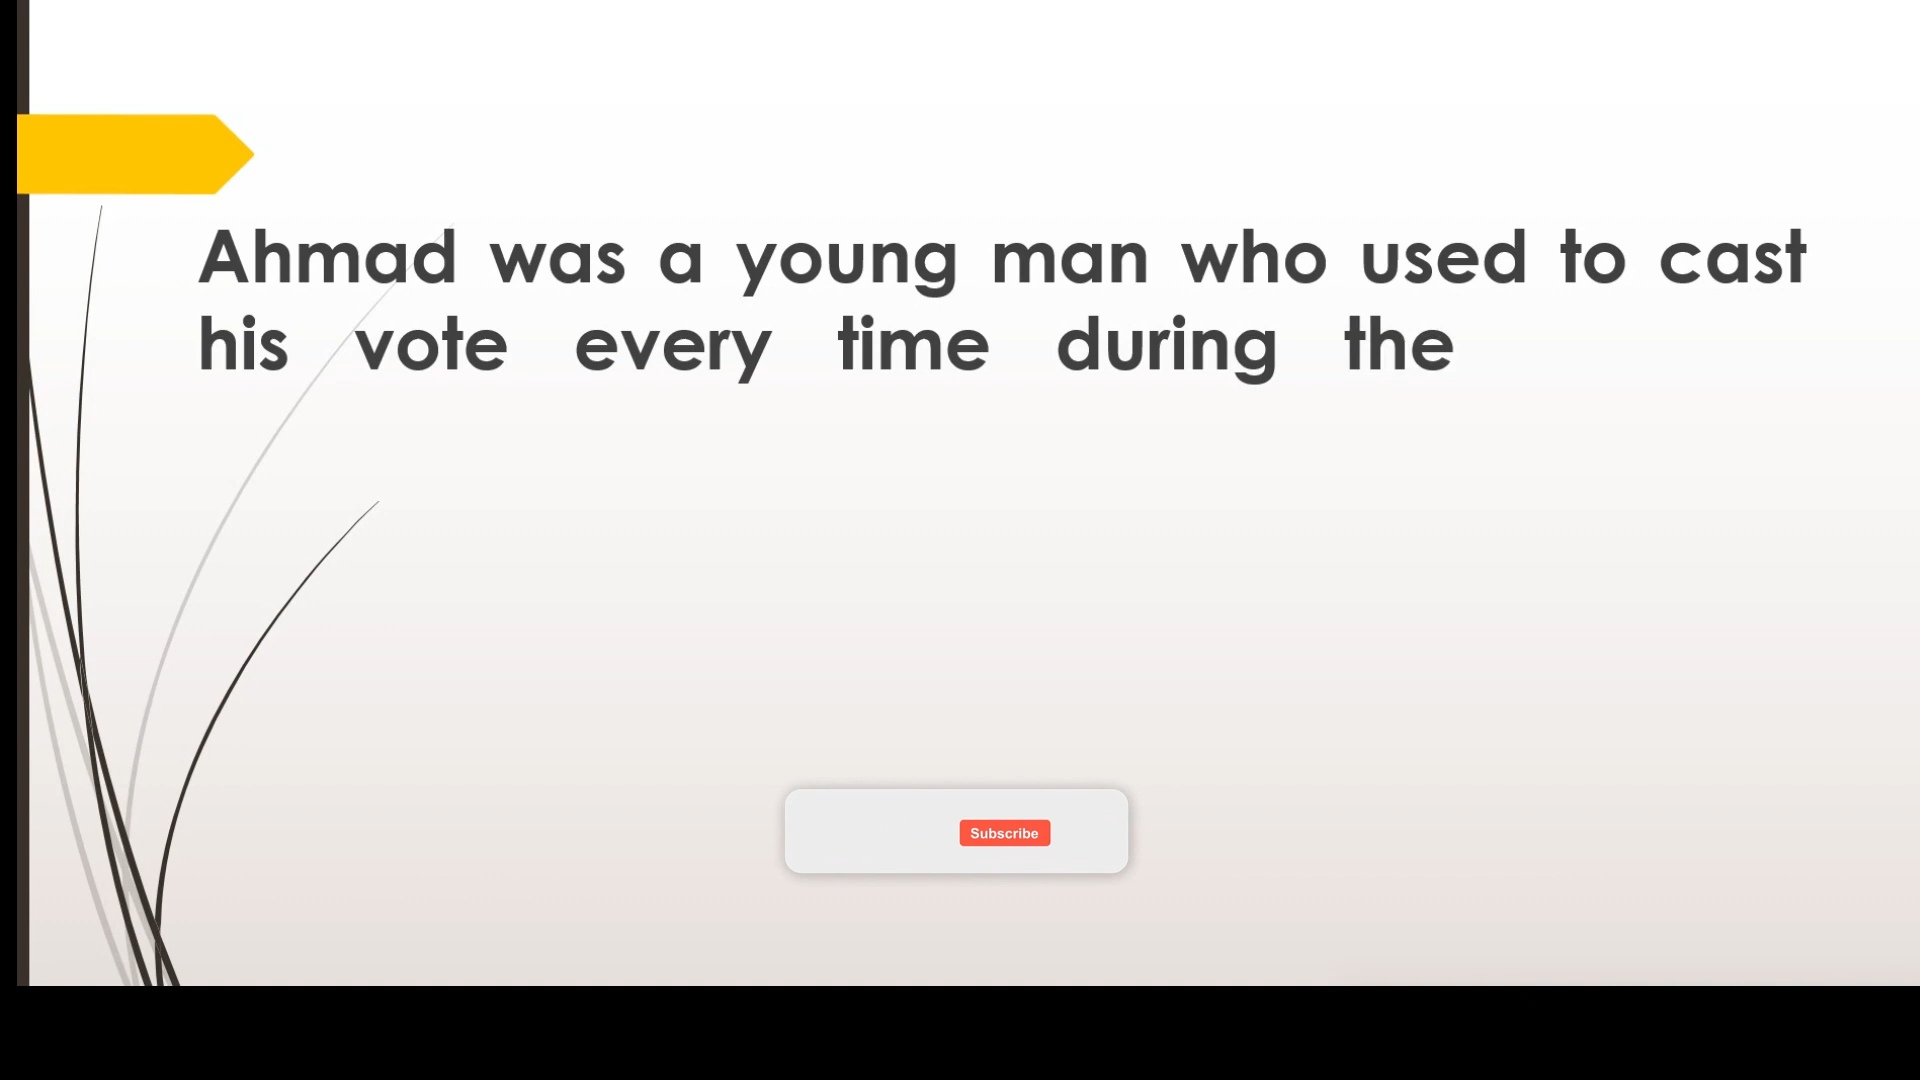 Ahmad was a young man who used to cast
his vote every time during the
Subscribe